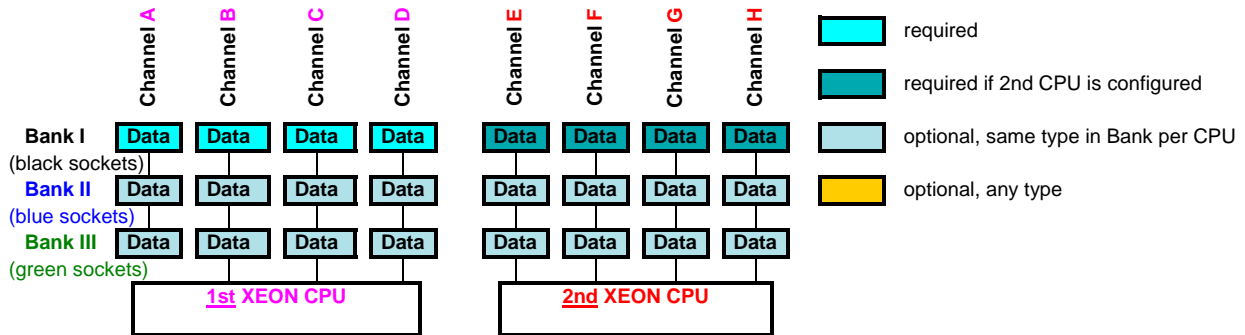 Channel A
Channel B
Channel C
Channel D
Channel E
Channel F
Channel G
Channel H
required
required if 2nd CPU is configured
Bank I Data Data Data Data Data Data Data Data
(black sockets)
optional, same type in Bank per CPU
Bank II Data Data Data Data Data Data Data Data
(blue sockets)
optional, any type
Bank III Data Data Data Data Data Data Data Data
(green sockets)
1st XEON CPU
2nd XEON CPU